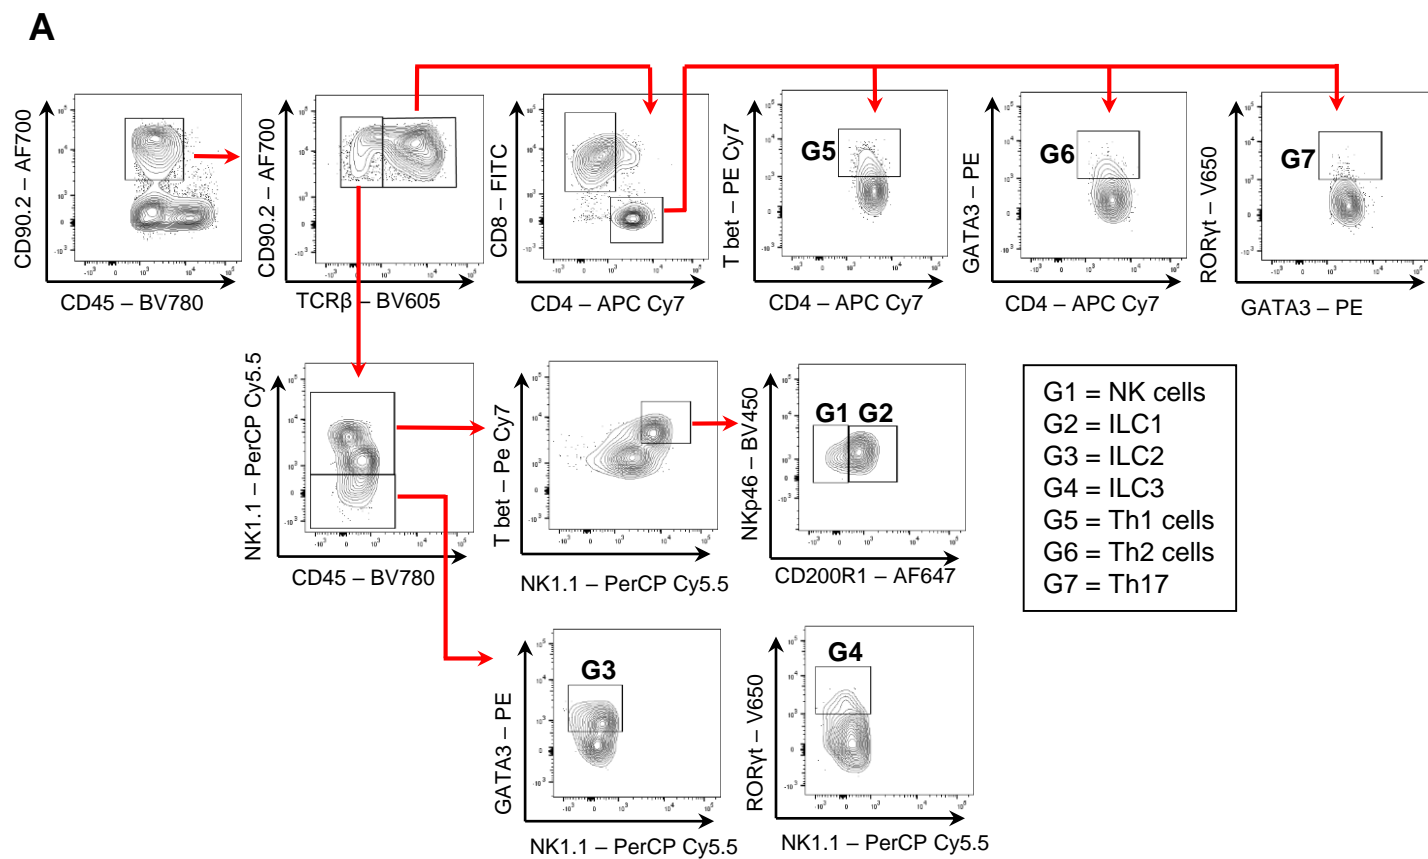 A
CD90.2 – AF700
CD45 – BV780
CD90.2 – AF700
TCRβ – BV605
CD8 – FITC
CD4 – APC Cy7
T bet – PE Cy7
G5
CD4 – APC Cy7
GATA3 – PE
G6
CD4 – APC Cy7
RORγt – V650
G7
GATA3 – PE
NK1.1 – PerCP Cy5.5
CD45 – BV780
T bet – Pe Cy7
NK1.1 – PerCP Cy5.5
NKp46 – BV450
G1 G2
CD200R1 – AF647
G1 = NK cells
G2 = ILC1
G3 = ILC2
G4 = ILC3
G5 = Th1 cells
G6 = Th2 cells
G7 = Th17
GATA3 – PE
G3
NK1.1 – PerCP Cy5.5
RORγt – V650
G4
NK1.1 – PerCP Cy5.5